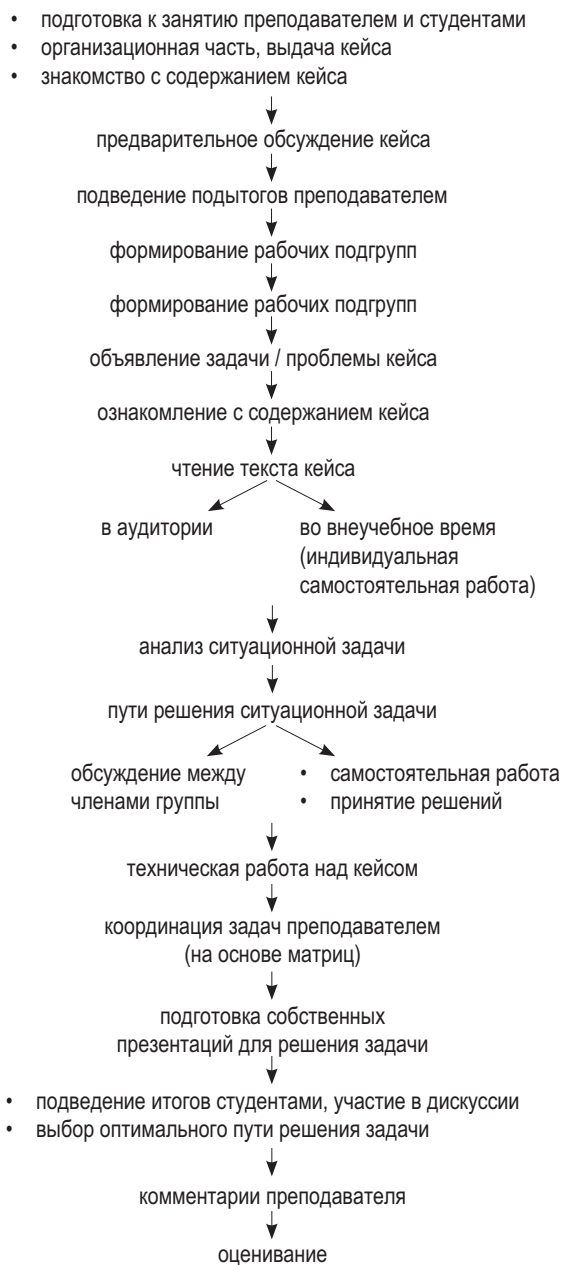 • подготовка к занятию преподавателем и студентами
• организационная часть, выдача кейса
• знакомство с содержанием кейса
предварительное обсуждение кейса
подведение подытогов преподавателем
формирование рабочих подгрупп
формирование рабочих подгрупп
объявление задачи / проблемы кейса
ознакомление с содержанием кейса
чтение текста кейса
в аудитории
во внеучебное время
(индивидуальная
самостоятельная работа)
анализ ситуационной задачи
пути решения ситуационной задачи
обсуждение между
членами группы
• самостоятельная работа
• принятие решений
техническая работа над кейсом
координация задач преподавателем
(на основе матриц)
подготовка собственных
презентаций для решения задачи
• подведение итогов студентами, участие в дискуссии
• выбор оптимального пути решения задачи
комментарии преподавателя
оценивание